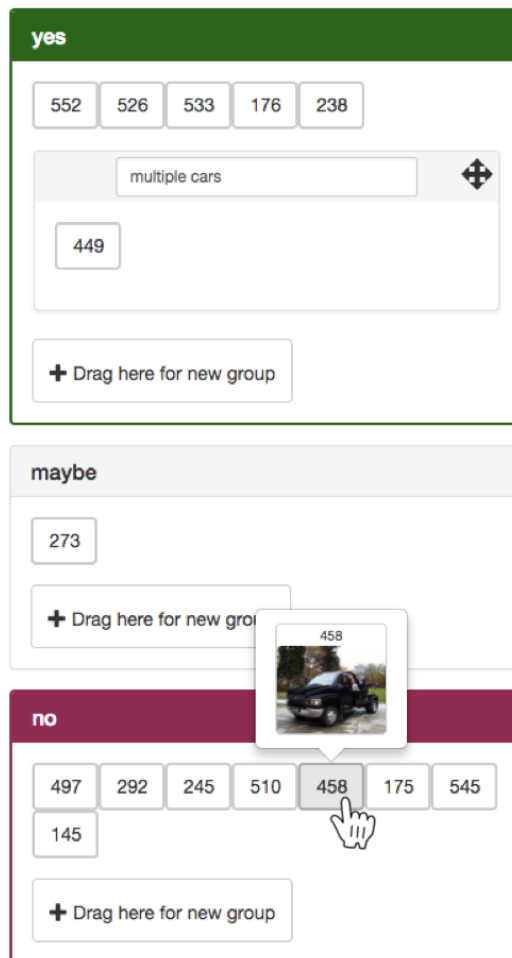 yes
552 526 533 176 238
multiple cars
449
Drag here for new group
maybe
273
Drag here for new gro
458
no
497 292 245 510 458 175 545
145
Drag here for new group